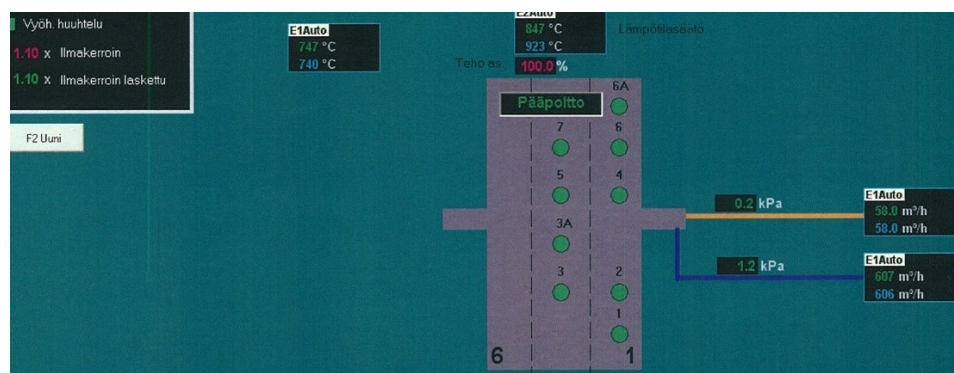 Vyöh. huuhtelu
1.10 x Ilmakerroin
1.10 x Ilmakerroin laskettu
F2 Uuni
E1Auto
747 °C
740 °C
E2Auto
847 °C
923 °C
Lämpötilasäätö
Teho as. 100.0 %
6A
Pääpoltto
7 6
5 4
3A
3 2
1
6 1
0.2 kPa
E1Auto
58.0 m³/h
58.0 m³/h
1.2 kPa
E1Auto
607 m³/h
606 m³/h